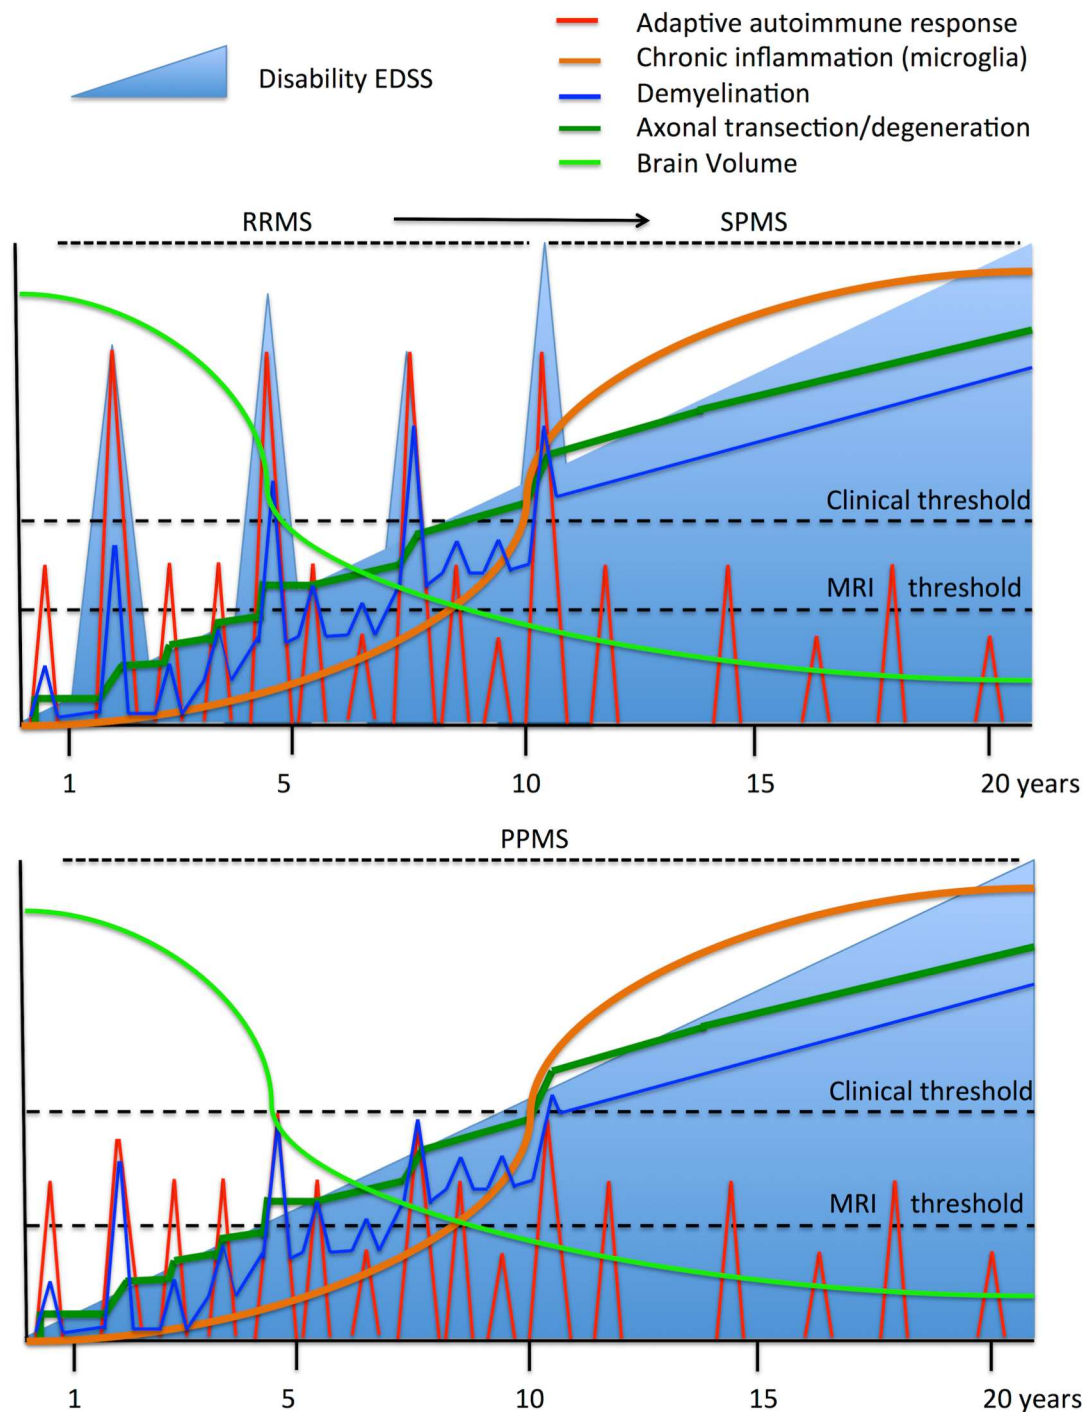 Disability EDSS
Adaptive autoimmune response
Chronic inflammation (microglia)
Demyelination
Axonal transection/degeneration
Brain Volume
RRMS
SPMS
Clinical threshold
MRI threshold
1 5 10 15 20 years
PPMS
Clinical threshold
MRI threshold
1 5 10 15 20 years